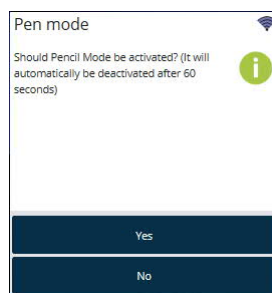 Pen mode
Should Pencil Mode be activated? (It will
automatically be deactivated after 60
seconds)
Yes
No